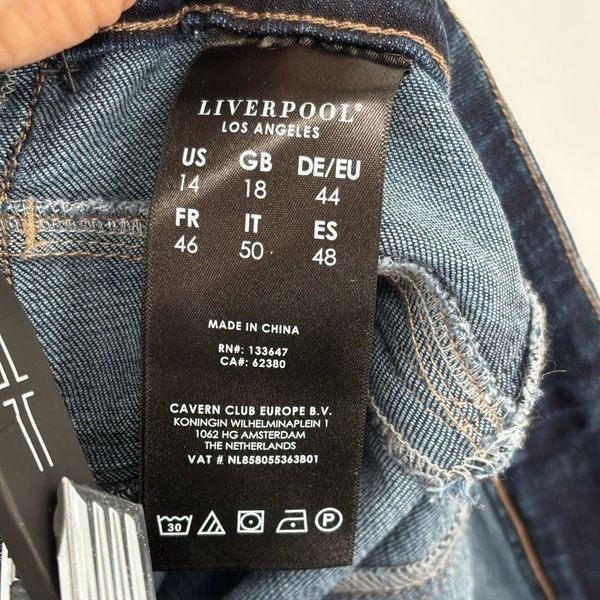 LIVERPOOL®
LOS ANGELES
US GB DE/EU
14 18 44
FR IT ES
46 50 48
MADE IN CHINA
RN#: 133647
CA#: 62380
CAVERN CLUB EUROPE B.V.
KONINGIN WILHELMINAPLEIN 1
1062 HG AMSTERDAM
THE NETHERLANDS
VAT # NL858055363B01
30 P